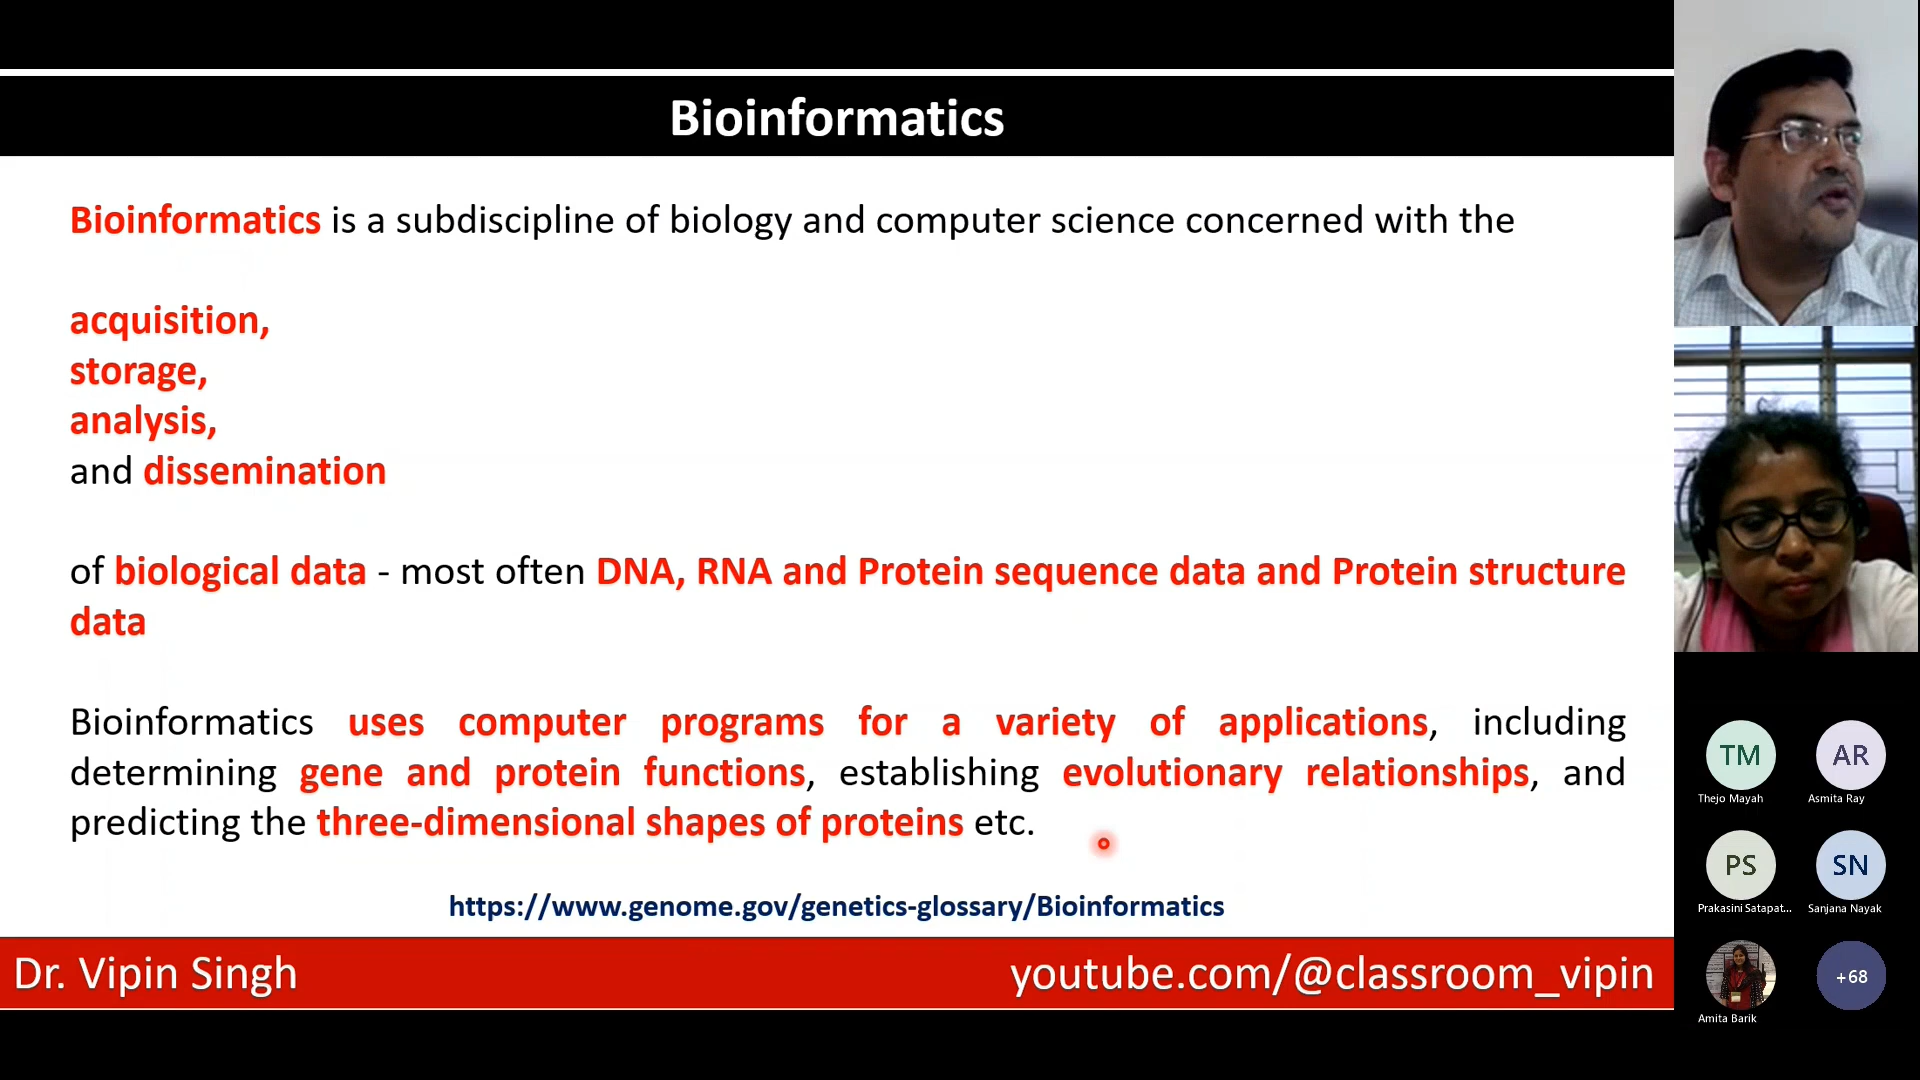 Bioinformatics
Bioinformatics is a subdiscipline of biology and computer science concerned with the
acquisition,
storage,
analysis,
and dissemination
of biological data - most often DNA, RNA and Protein sequence data and Protein structure
data
Bioinformatics uses computer programs for a variety of applications, including
determining gene and protein functions, establishing evolutionary relationships, and
predicting the three-dimensional shapes of proteins etc.
https://www.genome.gov/genetics-glossary/Bioinformatics
Dr. Vipin Singh
youtube.com/@classroom_vipin
TM
AR
Thejo Mayah
Asmita Ray
PS
SN
Prakasini Satapat...
Sanjana Nayak
+68
Amita Barik